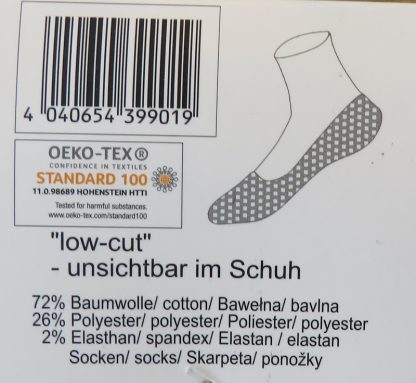 4 040654 399019
OEKO-TEX®
CONFIDENCE IN TEXTILES
STANDARD 100
11.0.98689 HOHENSTEIN HTTI
Tested for harmful substances.
www.oeko-tex.com/standard100
"low-cut"
- unsichtbar im Schuh
72% Baumwolle/ cotton/ Bawełna/ bavlna
26% Polyester/ polyester/ Poliester/ polyester
2% Elasthan/ spandex/ Elastan / elastan
Socken/ socks/ Skarpeta/ ponožky